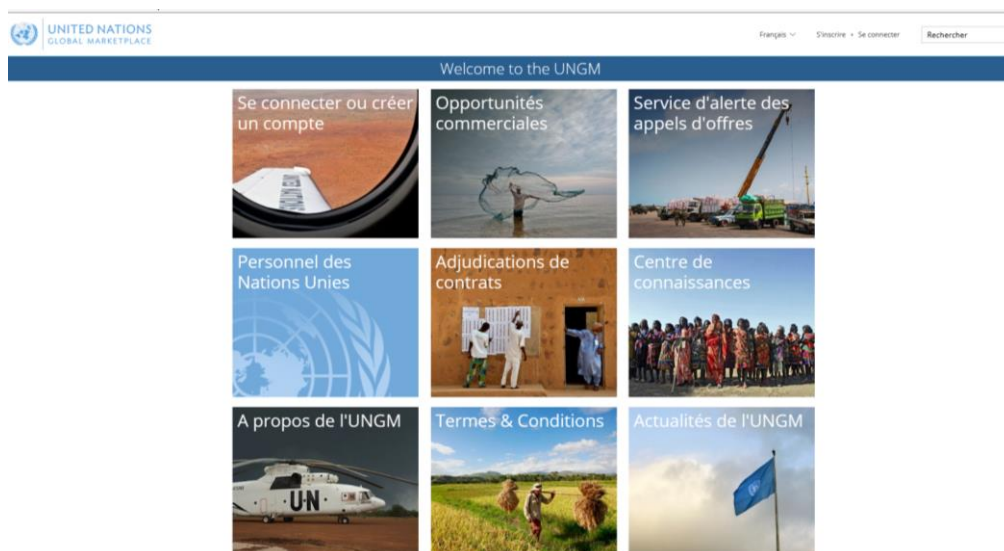 UNITED NATIONS
GLOBAL MARKETPLACE
Français
S'inscrire • Se connecter
Rechercher
Welcome to the UNGM
Se connecter ou créer
un compte
Opportunités
commerciales
Service d'alerte des
appels d'offres
Personnel des
Nations Unies
Adjudications de
contrats
Centre de
connaissances
A propos de l'UNGM
UN
Termes & Conditions
Actualités de l'UNGM